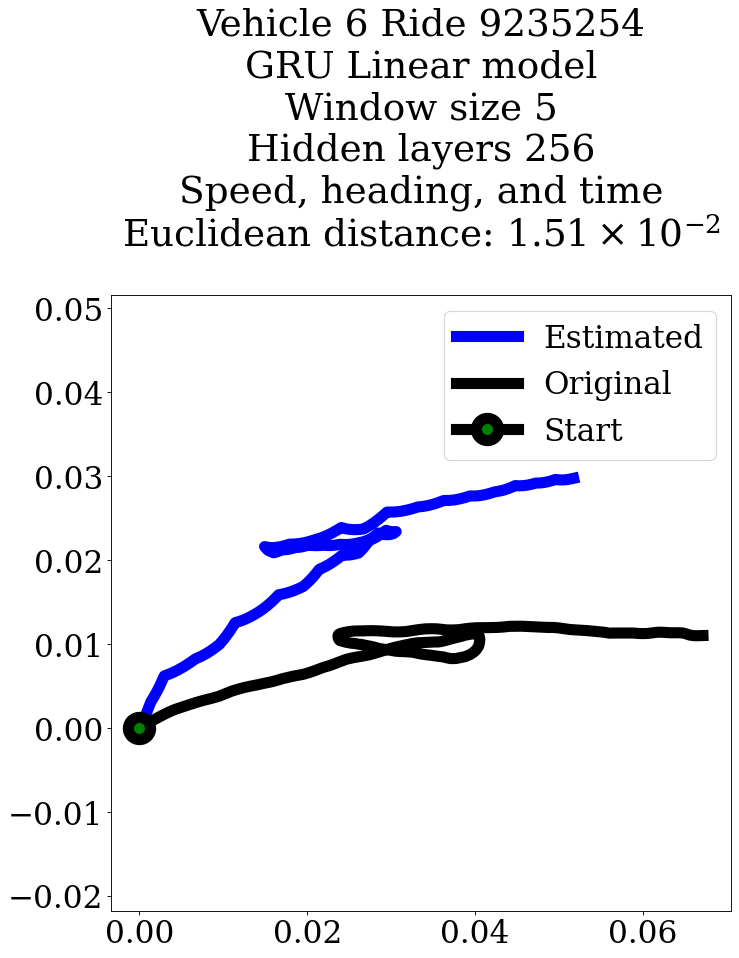 Vehicle 6 Ride 9235254
GRU Linear model
Window size 5
Hidden layers 256
Speed, heading, and time
Euclidean distance: 1.51 × 10⁻²
Estimated
Original
Start
0.05
0.04
0.03
0.02
0.01
0.00
−0.01
−0.02
0.00 0.02 0.04 0.06